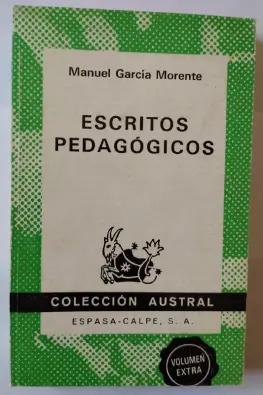 Manuel García Morente
ESCRITOS
PEDAGÓGICOS
COLECCIÓN AUSTRAL
ESPASA-CALPE, S. A.
VOLUMEN
EXTRA